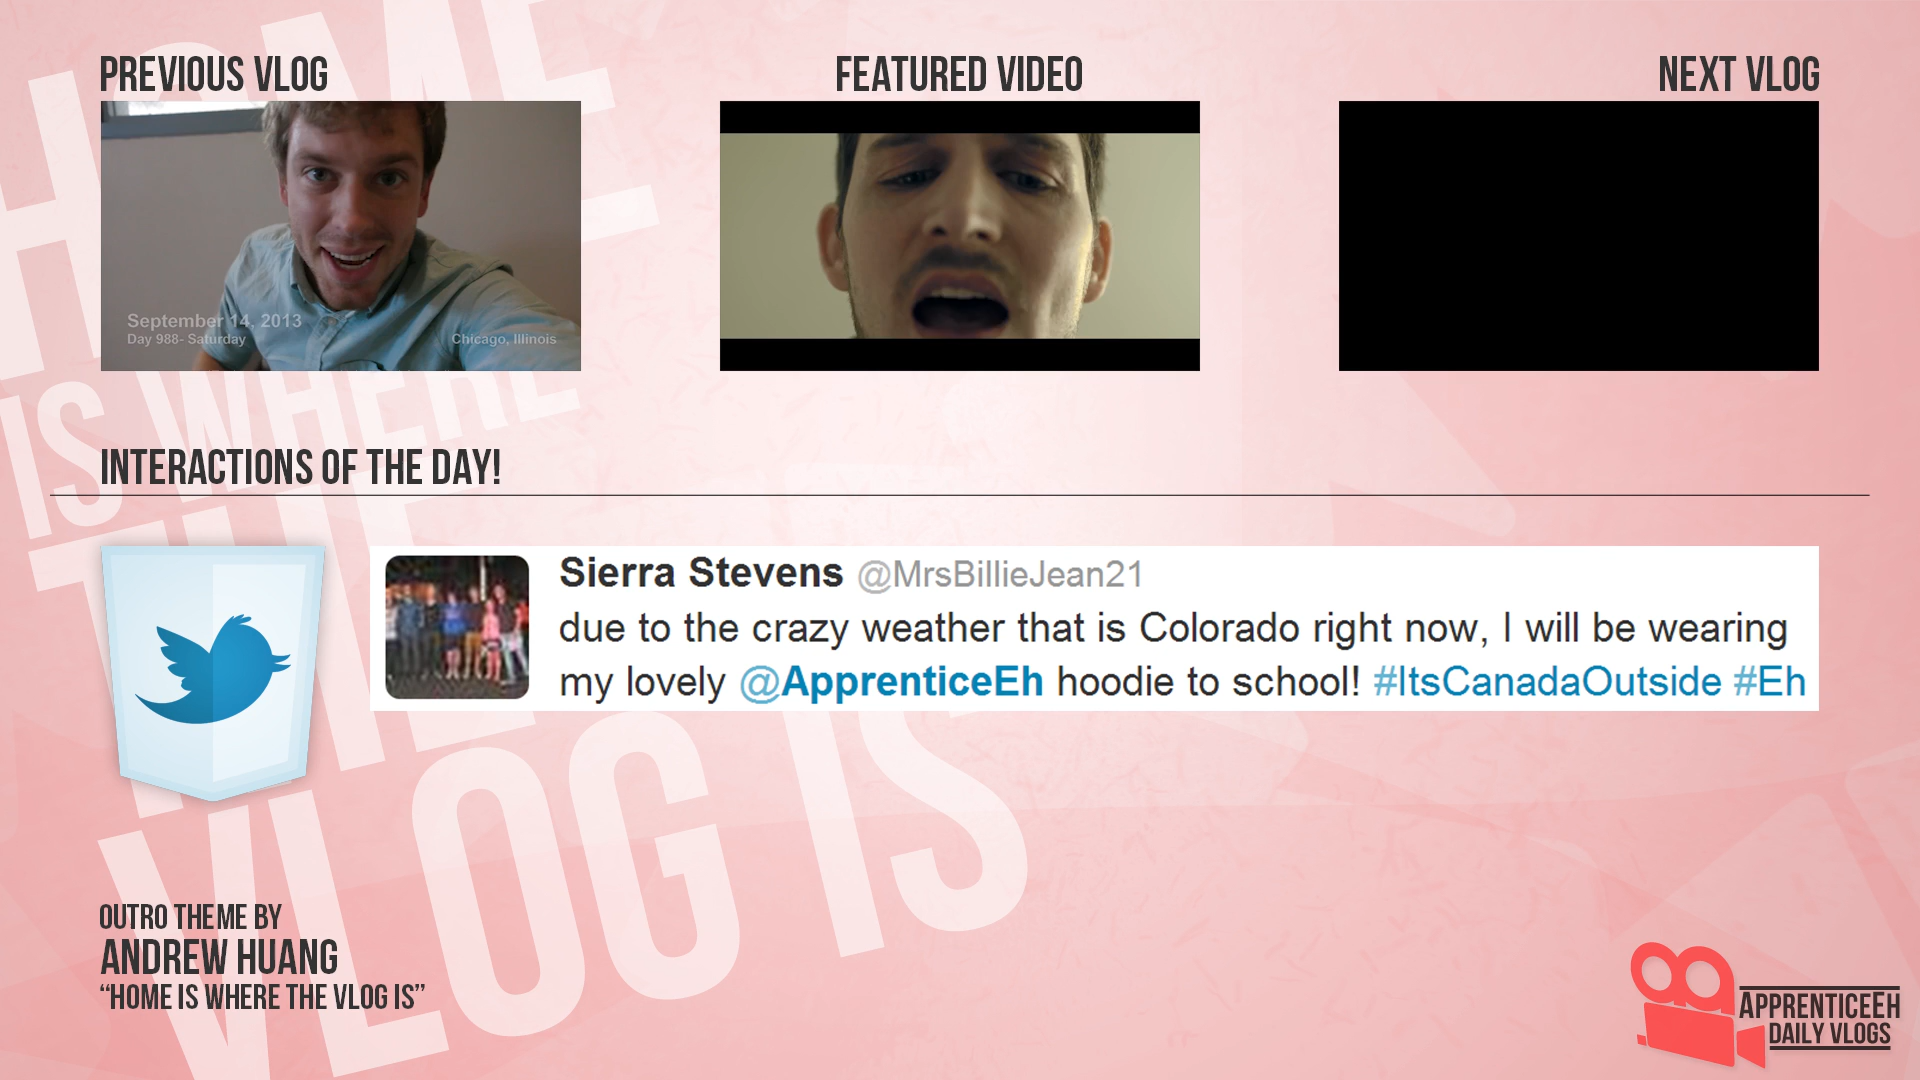 PREVIOUS VLOG
FEATURED VIDEO
NEXT VLOG
September 14, 2013
Day 988- Saturday
Chicago, Illinois
INTERACTIONS OF THE DAY!
Sierra Stevens @MrsBillieJean21
due to the crazy weather that is Colorado right now, I will be wearing
my lovely @ApprenticeEh hoodie to school! #ItsCanadaOutside #Eh
HOME
IS WHERE
THE
VLOG IS
OUTRO THEME BY
ANDREW HUANG
“HOME IS WHERE THE VLOG IS”
APPRENTICEEH
DAILY VLOGS